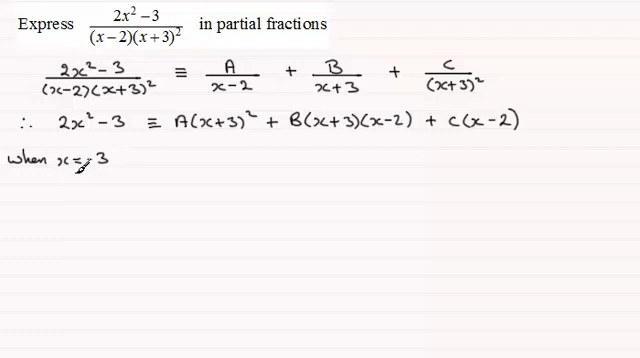 Express (2x² − 3)/((x − 2)(x + 3)²) in partial fractions
(2x² − 3)/((x−2)(x+3)²) ≡ A/(x−2) + B/(x+3) + C/(x+3)²
∴ 2x² − 3 ≡ A(x+3)² + B(x+3)(x−2) + C(x−2)
when x=−3